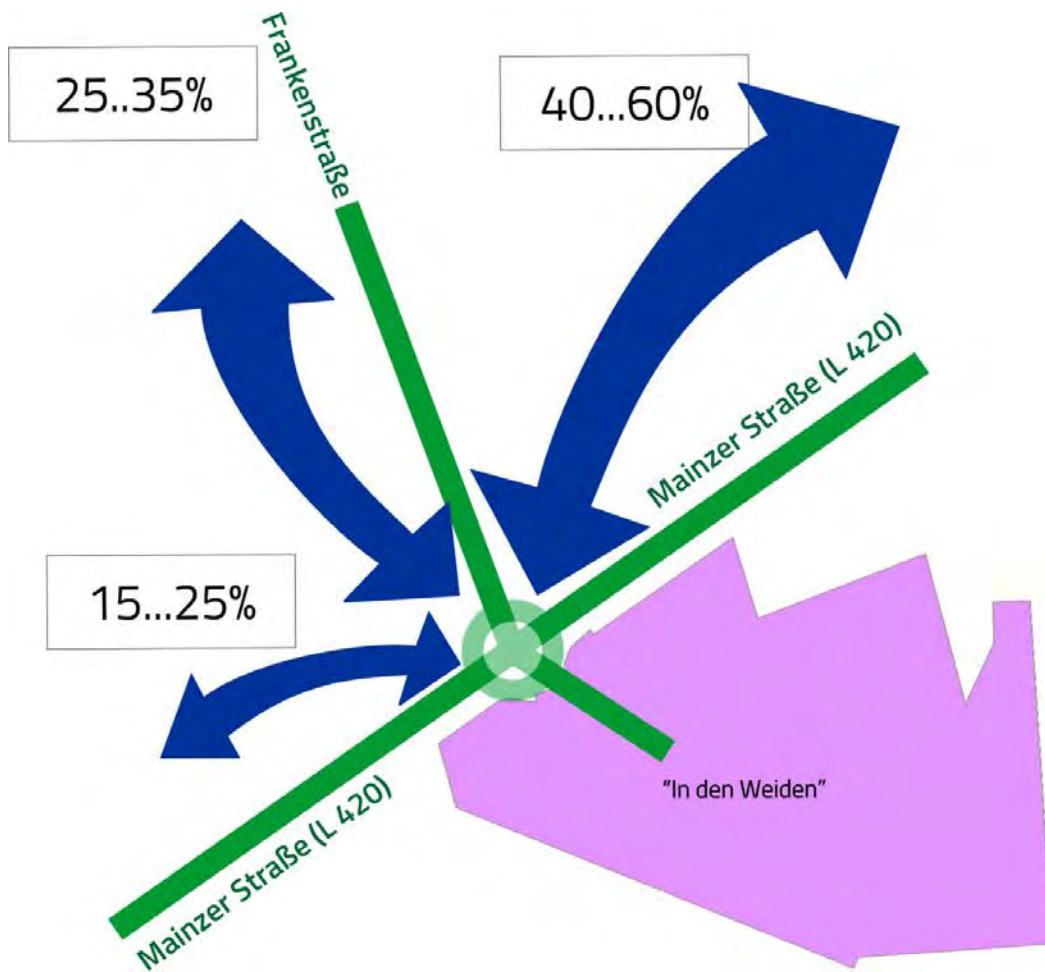 Frankenstraße
25..35%
40...60%
Mainzer Straße (L 420)
15...25%
"In den Weiden"
Mainzer Straße (L 420)